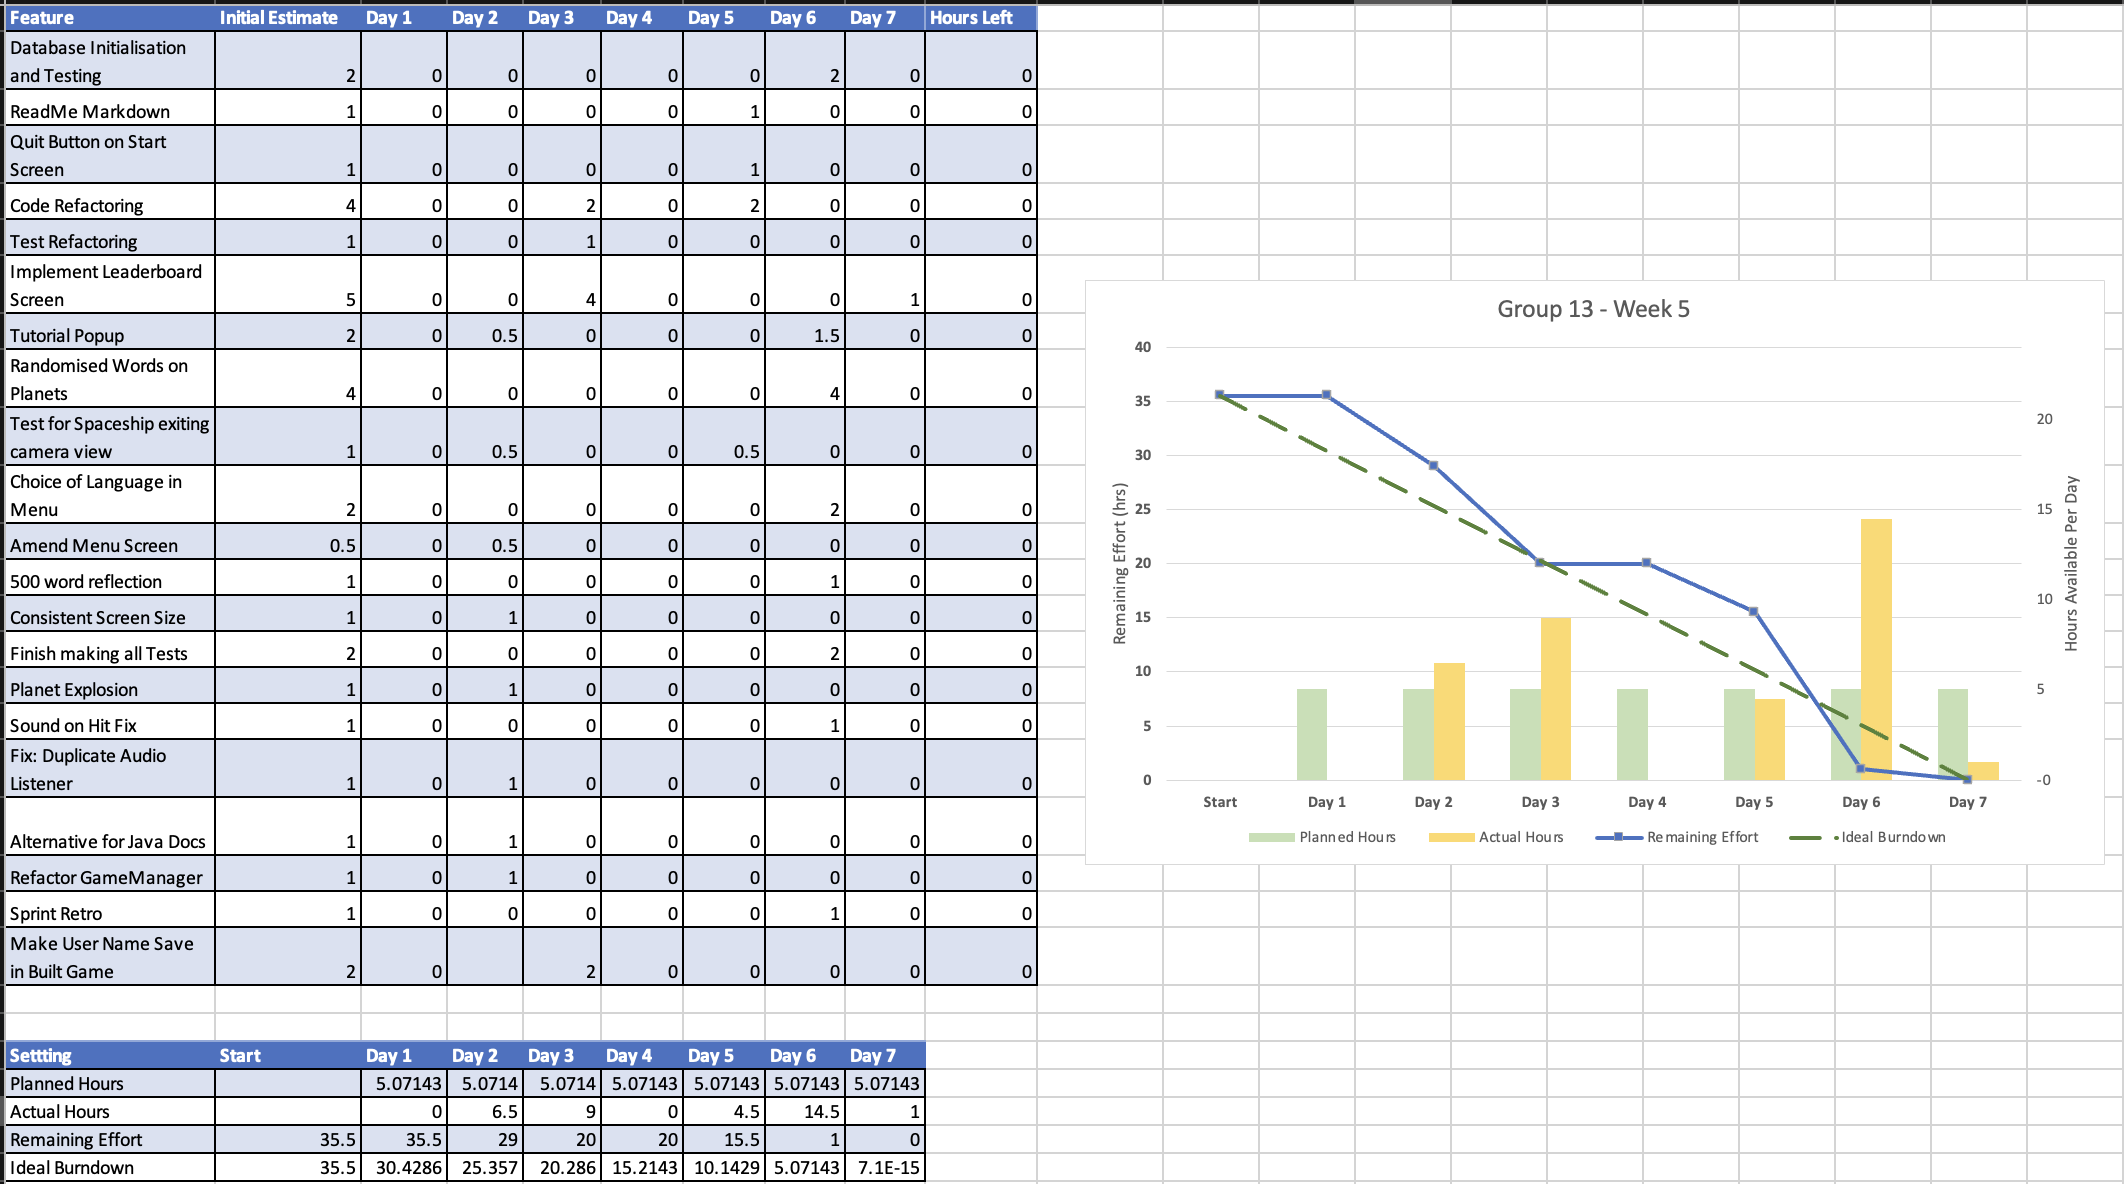 Feature Initial Estimate Day 1 Day 2 Day 3 Day 4 Day 5 Day 6 Day 7 Hours Left
Database Initialisation
and Testing 2 0 0 0 0 0 2 0 0
ReadMe Markdown 1 0 0 0 0 1 0 0 0
Quit Button on Start
Screen 1 0 0 0 0 1 0 0 0
Code Refactoring 4 0 0 2 0 2 0 0 0
Test Refactoring 1 0 0 1 0 0 0 0 0
Implement Leaderboard
Screen 5 0 0 4 0 0 0 1 0
Tutorial Popup 2 0 0.5 0 0 0 1.5 0 0
Randomised Words on
Planets 4 0 0 0 0 0 4 0 0
Test for Spaceship exiting
camera view 1 0 0.5 0 0 0.5 0 0 0
Choice of Language in
Menu 2 0 0 0 0 0 2 0 0
Amend Menu Screen 0.5 0 0.5 0 0 0 0 0 0
500 word reflection 1 0 0 0 0 0 1 0 0
Consistent Screen Size 1 0 1 0 0 0 0 0 0
Finish making all Tests 2 0 0 0 0 0 2 0 0
Planet Explosion 1 0 1 0 0 0 0 0 0
Sound on Hit Fix 1 0 0 0 0 0 1 0 0
Fix: Duplicate Audio
Listener 1 0 1 0 0 0 0 0 0
Alternative for Java Docs 1 0 1 0 0 0 0 0 0
Refactor GameManager 1 0 1 0 0 0 0 0 0
Sprint Retro 1 0 0 0 0 0 1 0 0
Make User Name Save
in Built Game 2 0 2 0 0 0 0 0
Settting Start Day 1 Day 2 Day 3 Day 4 Day 5 Day 6 Day 7
Planned Hours 5.07143 5.0714 5.0714 5.07143 5.07143 5.07143 5.07143
Actual Hours 0 6.5 9 0 4.5 14.5 1
Remaining Effort 35.5 35.5 29 20 20 15.5 1 0
Ideal Burndown 35.5 30.4286 25.357 20.286 15.2143 10.1429 5.07143 7.1E-15
Group 13 - Week 5
Remaining Effort (hrs)
40
35
30
25
20
15
10
5
0
20
15
10
5
-0
Hours Available Per Day
Start Day 1 Day 2 Day 3 Day 4 Day 5 Day 6 Day 7
Planned Hours Actual Hours Remaining Effort Ideal Burndown